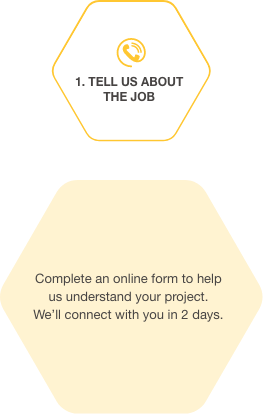 1. TELL US ABOUT
THE JOB
Complete an online form to help
us understand your project.
We’ll connect with you in 2 days.